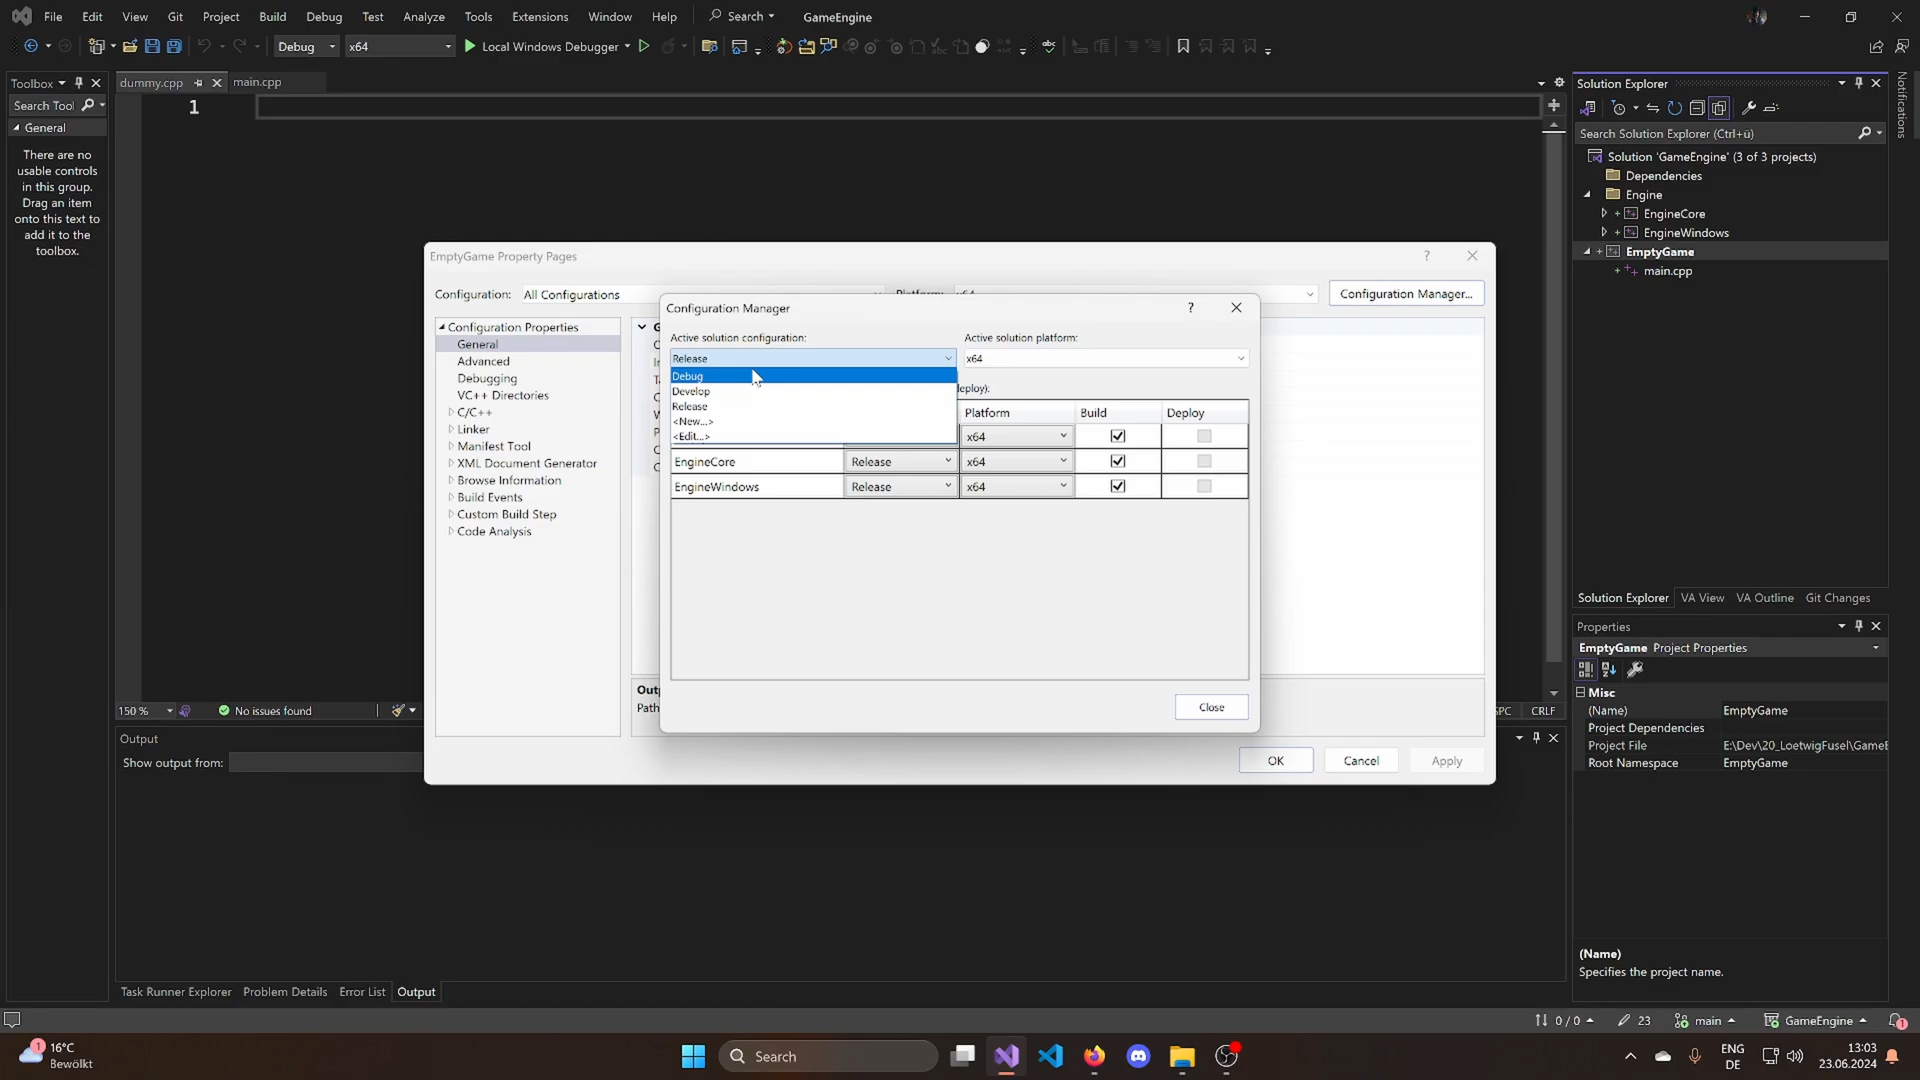 File Edit View Git Project Build Debug Test Analyze Tools Extensions Window Help Search GameEngine
Debug x64 Local Windows Debugger
Toolbox
dummy.cpp main.cpp
Search Tool
1
General
There are no
usable controls
in this group.
Drag an item
onto this text to
add it to the
toolbox.
Solution Explorer
Search Solution Explorer (Ctrl+ü)
Solution 'GameEngine' (3 of 3 projects)
Dependencies
Engine
EngineCore
EngineWindows
EmptyGame
main.cpp
Notifications
EmptyGame Property Pages ?
Configuration: All Configurations Configuration Manager...
Configuration Properties
General
Advanced
Debugging
VC++ Directories
C/C++
Linker
Manifest Tool
XML Document Generator
Browse Information
Build Events
Custom Build Step
Code Analysis
Configuration Manager ?
Active solution configuration: Active solution platform:
Release x64
Debug
Develop
Release
<New...>
<Edit...>
deploy):
Platform Build Deploy
x64
EngineCore Release x64
EngineWindows Release x64
Close
OK Cancel Apply
150 % No issues found
SPC CRLF
Output
Show output from:
Task Runner Explorer Problem Details Error List Output
Solution Explorer VA View VA Outline Git Changes
Properties
EmptyGame Project Properties
Misc
(Name) EmptyGame
Project Dependencies
Project File E:\Dev\20_LoetwigFusel\GameE
Root Namespace EmptyGame
(Name)
Specifies the project name.
0 / 0 23 main GameEngine 1
1 16°C
Bewölkt
Search
ENG
DE
13:03
23.06.2024